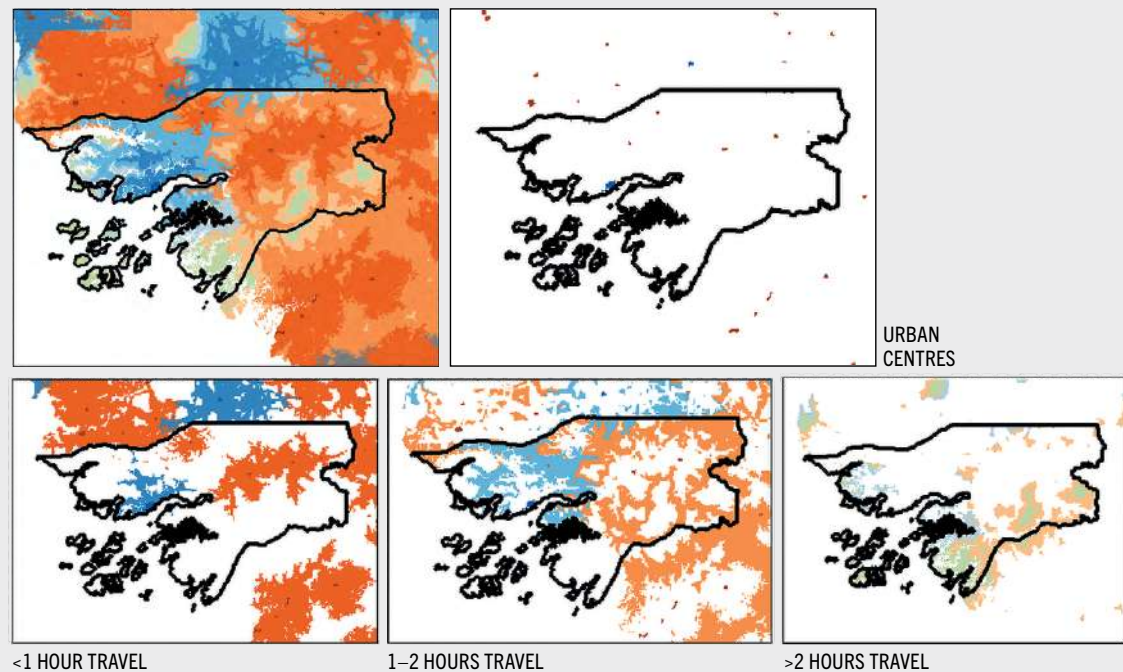 URBAN
CENTRES
<1 HOUR TRAVEL
1–2 HOURS TRAVEL
>2 HOURS TRAVEL